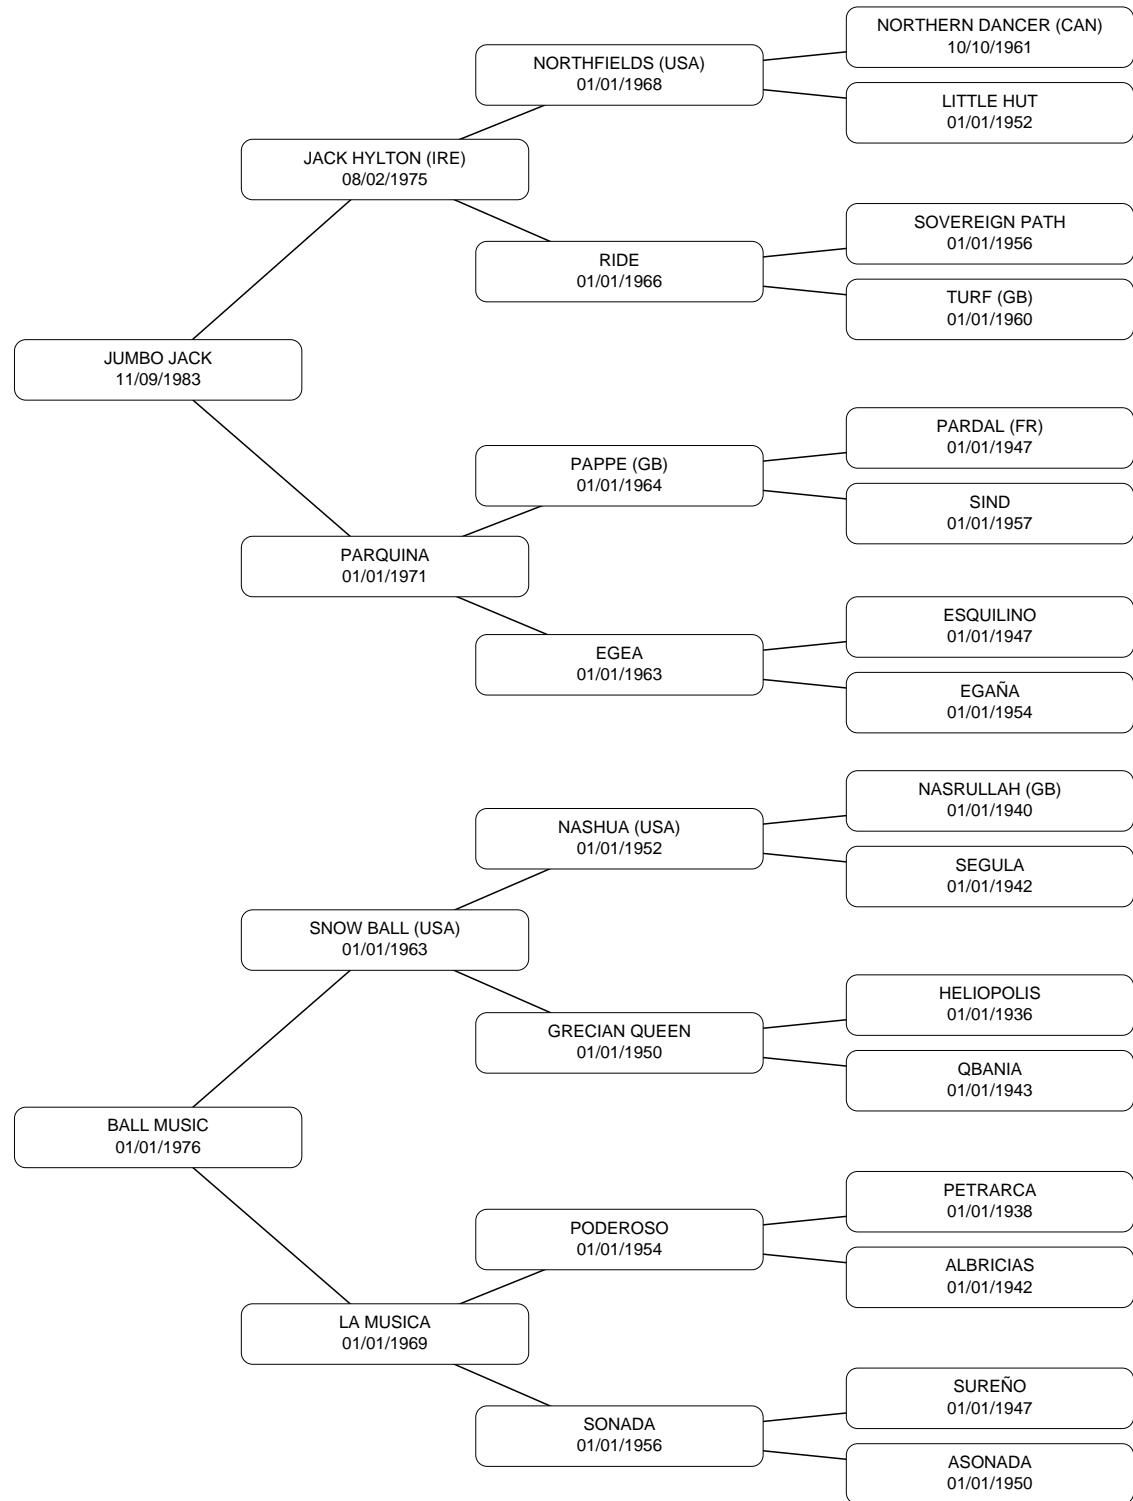 NORTHERN DANCER (CAN)
10/10/1961
NORTHFIELDS (USA)
01/01/1968
LITTLE HUT
01/01/1952
JACK HYLTON (IRE)
08/02/1975
SOVEREIGN PATH
01/01/1956
RIDE
01/01/1966
TURF (GB)
01/01/1960
JUMBO JACK
11/09/1983
PARDAL (FR)
01/01/1947
PAPPE (GB)
01/01/1964
SIND
01/01/1957
PARQUINA
01/01/1971
ESQUILINO
01/01/1947
EGEA
01/01/1963
EGAÑA
01/01/1954
NASRULLAH (GB)
01/01/1940
NASHUA (USA)
01/01/1952
SEGULA
01/01/1942
SNOW BALL (USA)
01/01/1963
HELIOPOLIS
01/01/1936
GRECIAN QUEEN
01/01/1950
QBANIA
01/01/1943
BALL MUSIC
01/01/1976
PETRARCA
01/01/1938
PODEROSO
01/01/1954
ALBRICIAS
01/01/1942
LA MUSICA
01/01/1969
SUREÑO
01/01/1947
SONADA
01/01/1956
ASONADA
01/01/1950